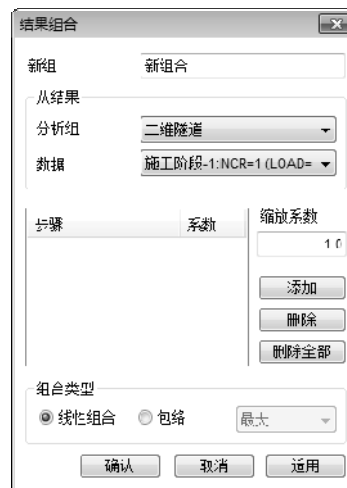 结果组合
新组 新组合
从结果
分析组 二维隧道
数据 施工阶段-1:NCR=1 (LOAD=
步骤 系数 缩放系数
1.0
添加
删除
删除全部
组合类型
线性组合 包络 最大
确认 取消 适用